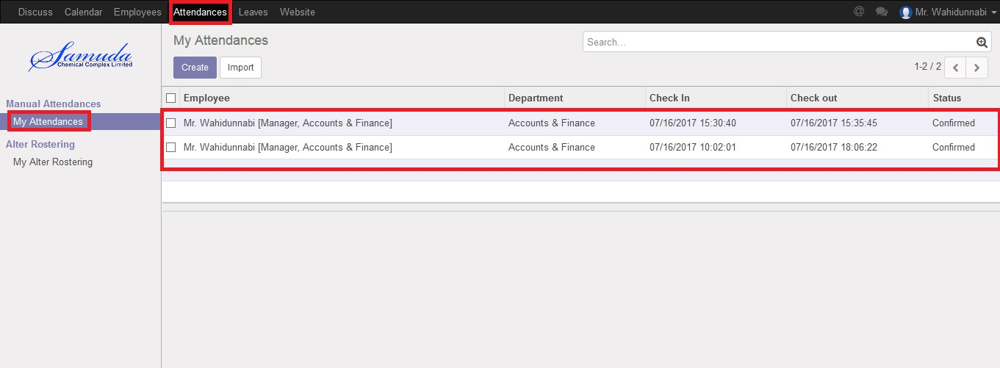 Discuss Calendar Employees Attendances Leaves Website @ Mr. Wahidunnabi
Samuda
Chemical Complex Limited
Manual Attendances
My Attendances
Alter Rostering
My Alter Rostering
My Attendances
Search...
Create Import
1-2 / 2
Employee Department Check In Check out Status
Mr. Wahidunnabi [Manager, Accounts & Finance] Accounts & Finance 07/16/2017 15:30:40 07/16/2017 15:35:45 Confirmed
Mr. Wahidunnabi [Manager, Accounts & Finance] Accounts & Finance 07/16/2017 10:02:01 07/16/2017 18:06:22 Confirmed